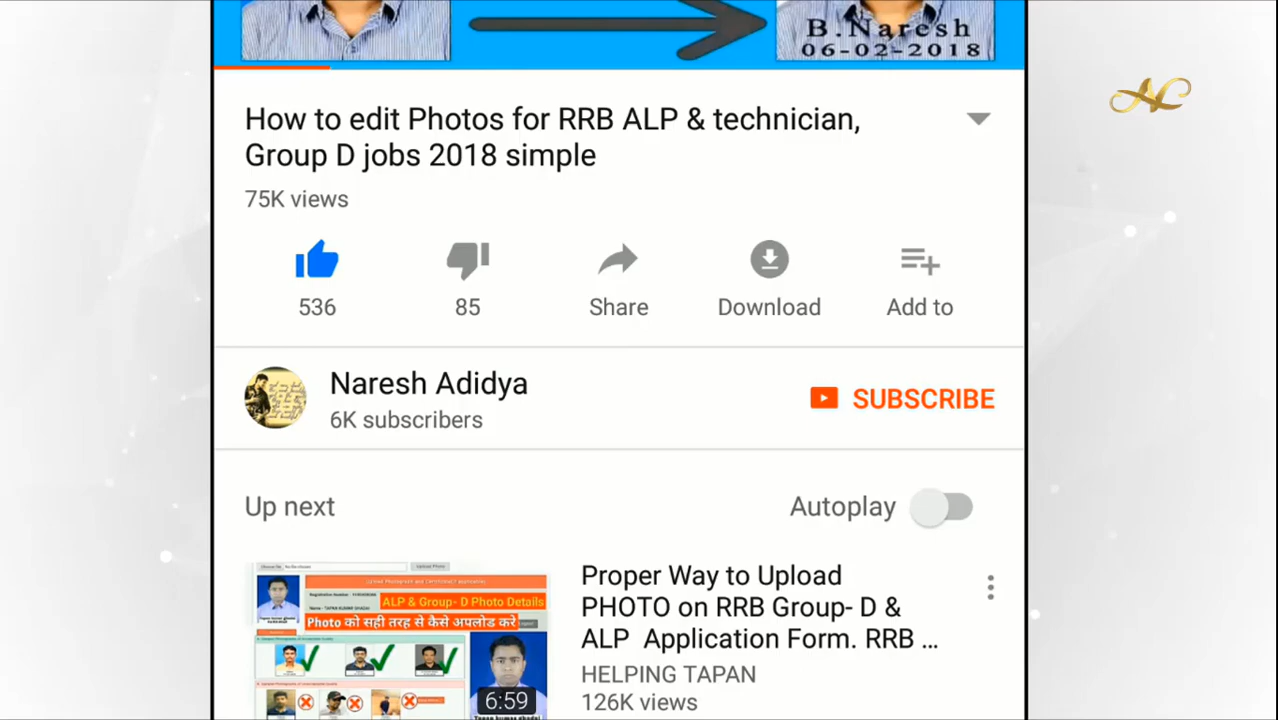 B.Naresh
06-02-2018
How to edit Photos for RRB ALP & technician,
Group D jobs 2018 simple
75K views
536
85
Share
Download
Add to
Naresh Adidya
6K subscribers
SUBSCRIBE
Up next
Autoplay
ALP & Group- D Photo Details
Photo को सही तरह से कैसे अपलोड करे
6:59
Proper Way to Upload
PHOTO on RRB Group- D &
ALP Application Form. RRB ...
HELPING TAPAN
126K views